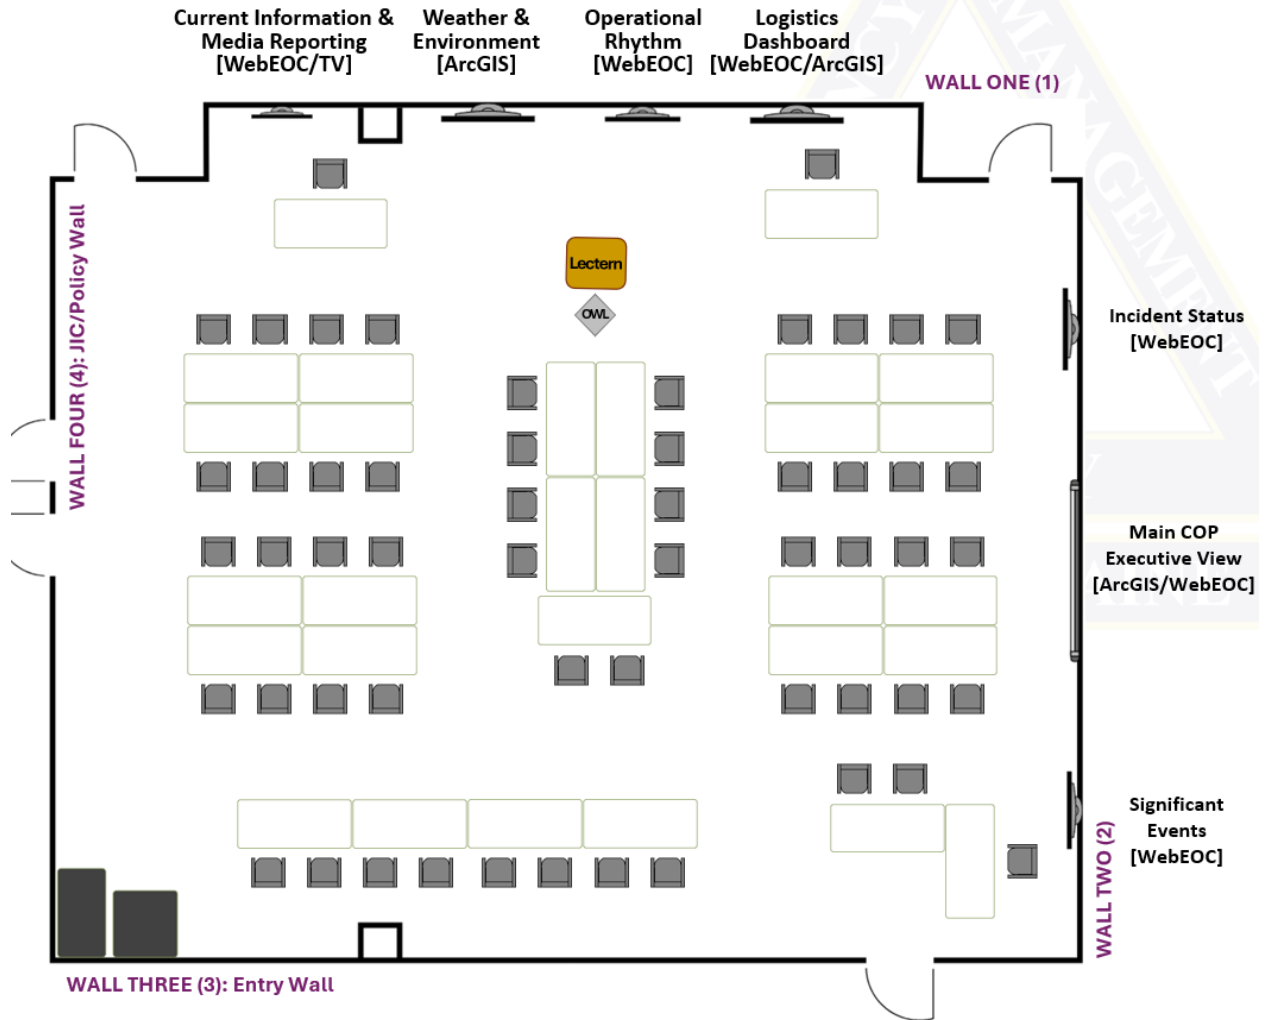 Current Information &
Media Reporting
[WebEOC/TV]
Weather &
Environment
[ArcGIS]
Operational
Rhythm
[WebEOC]
Logistics
Dashboard
[WebEOC/ArcGIS]
WALL ONE (1)
WALL FOUR (4): JIC/Policy Wall
Lectern
OWL
Incident Status
[WebEOC]
Main COP
Executive View
[ArcGIS/WebEOC]
Significant
Events
[WebEOC]
WALL TWO (2)
WALL THREE (3): Entry Wall
MANAGEMENT